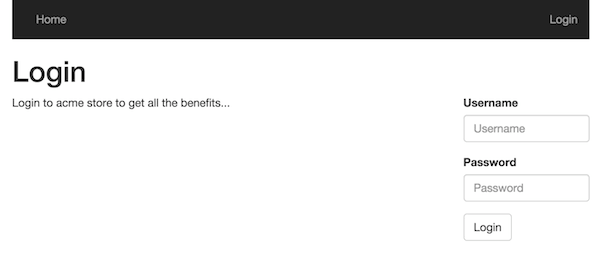 Home
Login
Login
Login to acme store to get all the benefits...
Username
Username
Password
Password
Login